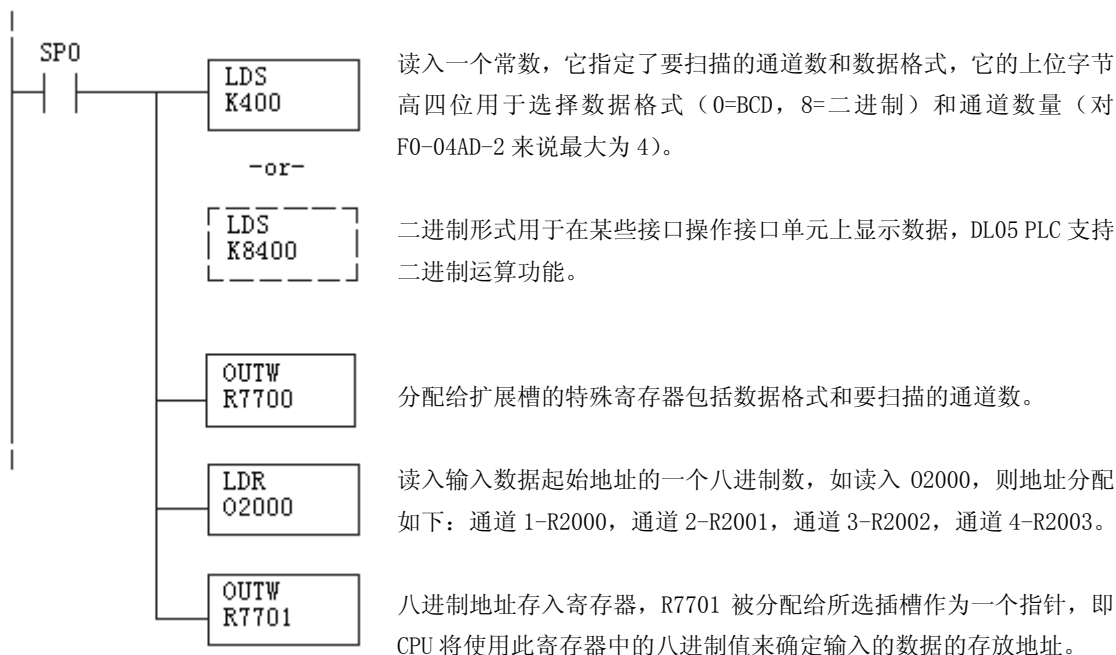 SP0
LDS
K400
读入一个常数，它指定了要扫描的通道数和数据格式，它的上位字节
高四位用于选择数据格式（0=BCD，8=二进制）和通道数量（对
F0-04AD-2 来说最大为 4）。
-or-
LDS
K8400
二进制形式用于在某些接口操作接口单元上显示数据，DL05 PLC 支持
二进制运算功能。
OUTW
R7700
分配给扩展槽的特殊寄存器包括数据格式和要扫描的通道数。
LDR
O2000
读入输入数据起始地址的一个八进制数，如读入 O2000，则地址分配
如下：通道 1-R2000，通道 2-R2001，通道 3-R2002，通道 4-R2003。
OUTW
R7701
八进制地址存入寄存器，R7701 被分配给所选插槽作为一个指针，即
CPU 将使用此寄存器中的八进制值来确定输入的数据的存放地址。